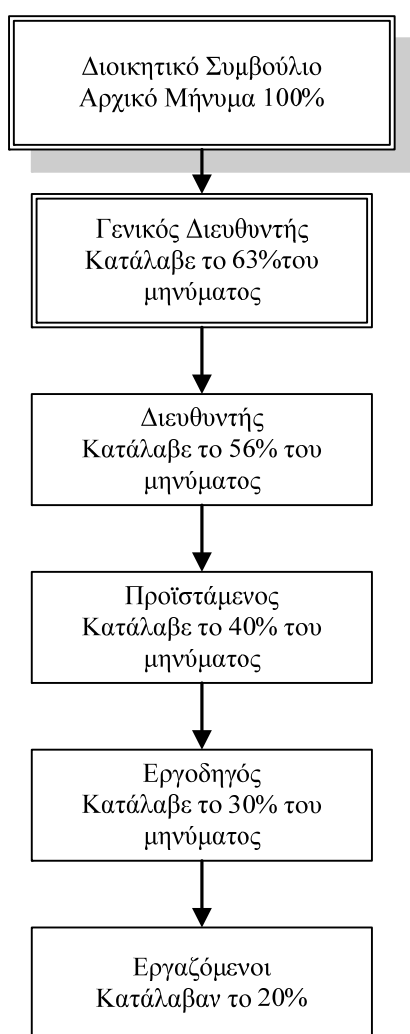 Διοικητικό Συμβούλιο
Αρχικό Μήνυμα 100%
Γενικός Διευθυντής
Κατάλαβε το 63%του
μηνύματος
Διευθυντής
Κατάλαβε το 56% του
μηνύματος
Προϊστάμενος
Κατάλαβε το 40% του
μηνύματος
Εργοδηγός
Κατάλαβε το 30% του
μηνύματος
Εργαζόμενοι
Κατάλαβαν το 20%